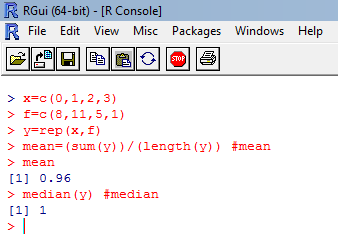 RGui (64-bit) - [R Console]
File Edit View Misc Packages Windows Help
STOP
> x=c(0,1,2,3)
> f=c(8,11,5,1)
> y=rep(x,f)
> mean=(sum(y))/(length(y)) #mean
> mean
[1] 0.96
> median(y) #median
[1] 1
>